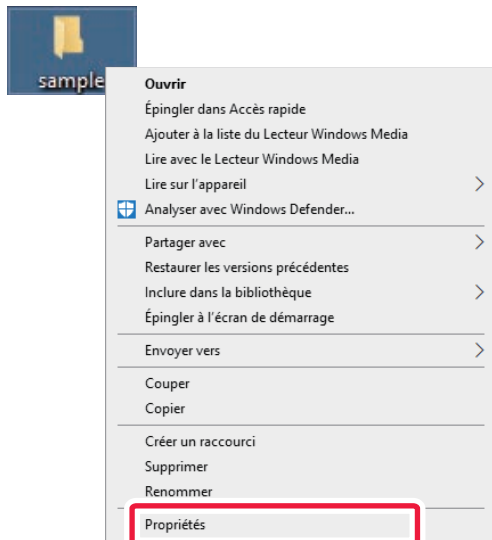 sample
Ouvrir
Épingler dans Accès rapide
Ajouter à la liste du Lecteur Windows Media
Lire avec le Lecteur Windows Media
Lire sur l'appareil
Analyser avec Windows Defender...
Partager avec
Restaurer les versions précédentes
Inclure dans la bibliothèque
Épingler à l'écran de démarrage
Envoyer vers
Couper
Copier
Créer un raccourci
Supprimer
Renommer
Propriétés